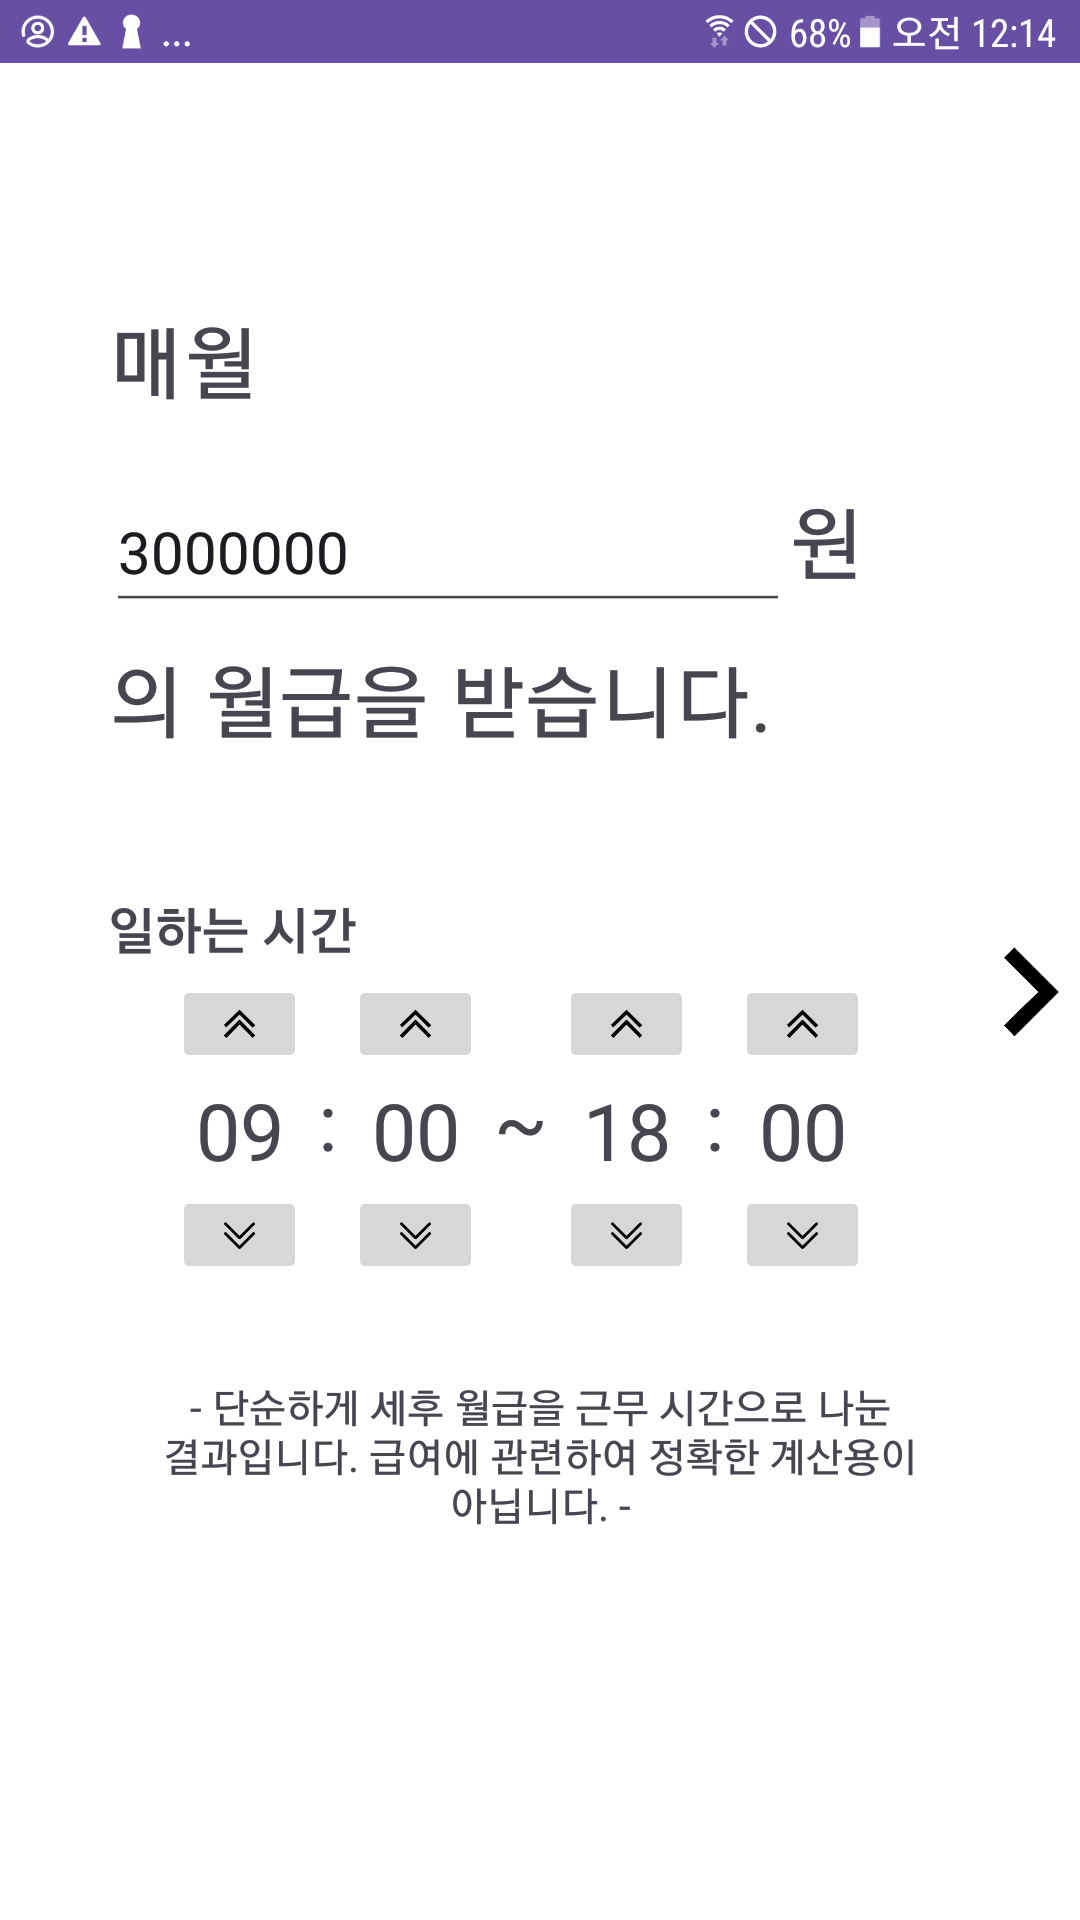 ... 68% 오전 12:14
매월
3000000 원
의 월급을 받습니다.
일하는 시간
09 : 00 ~ 18 : 00
- 단순하게 세후 월급을 근무 시간으로 나눈
결과입니다. 급여에 관련하여 정확한 계산용이
아닙니다. -